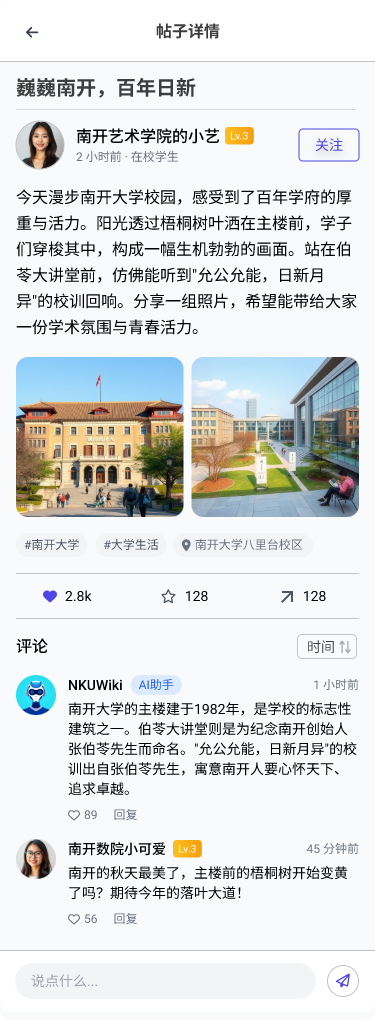 帖子详情
巍巍南开，百年日新
南开艺术学院的小艺 Lv.3
2 小时前 · 在校学生
关注
今天漫步南开大学校园，感受到了百年学府的厚
重与活力。阳光透过梧桐树叶洒在主楼前，学子
们穿梭其中，构成一幅生机勃勃的画面。站在伯
苓大讲堂前，仿佛能听到"允公允能，日新月
异"的校训回响。分享一组照片，希望能带给大家
一份学术氛围与青春活力。
#南开大学 #大学生活 南开大学八里台校区
2.8k 128 128
评论 时间
NKUWiki AI助手 1 小时前
南开大学的主楼建于1982年，是学校的标志性
建筑之一。伯苓大讲堂则是为纪念南开创始人
张伯苓先生而命名。"允公允能，日新月异"的校
训出自张伯苓先生，寓意南开人要心怀天下、
追求卓越。
89 回复
南开数院小可爱 Lv.3 45 分钟前
南开的秋天最美了，主楼前的梧桐树开始变黄
了吗？期待今年的落叶大道！
56 回复
说点什么...